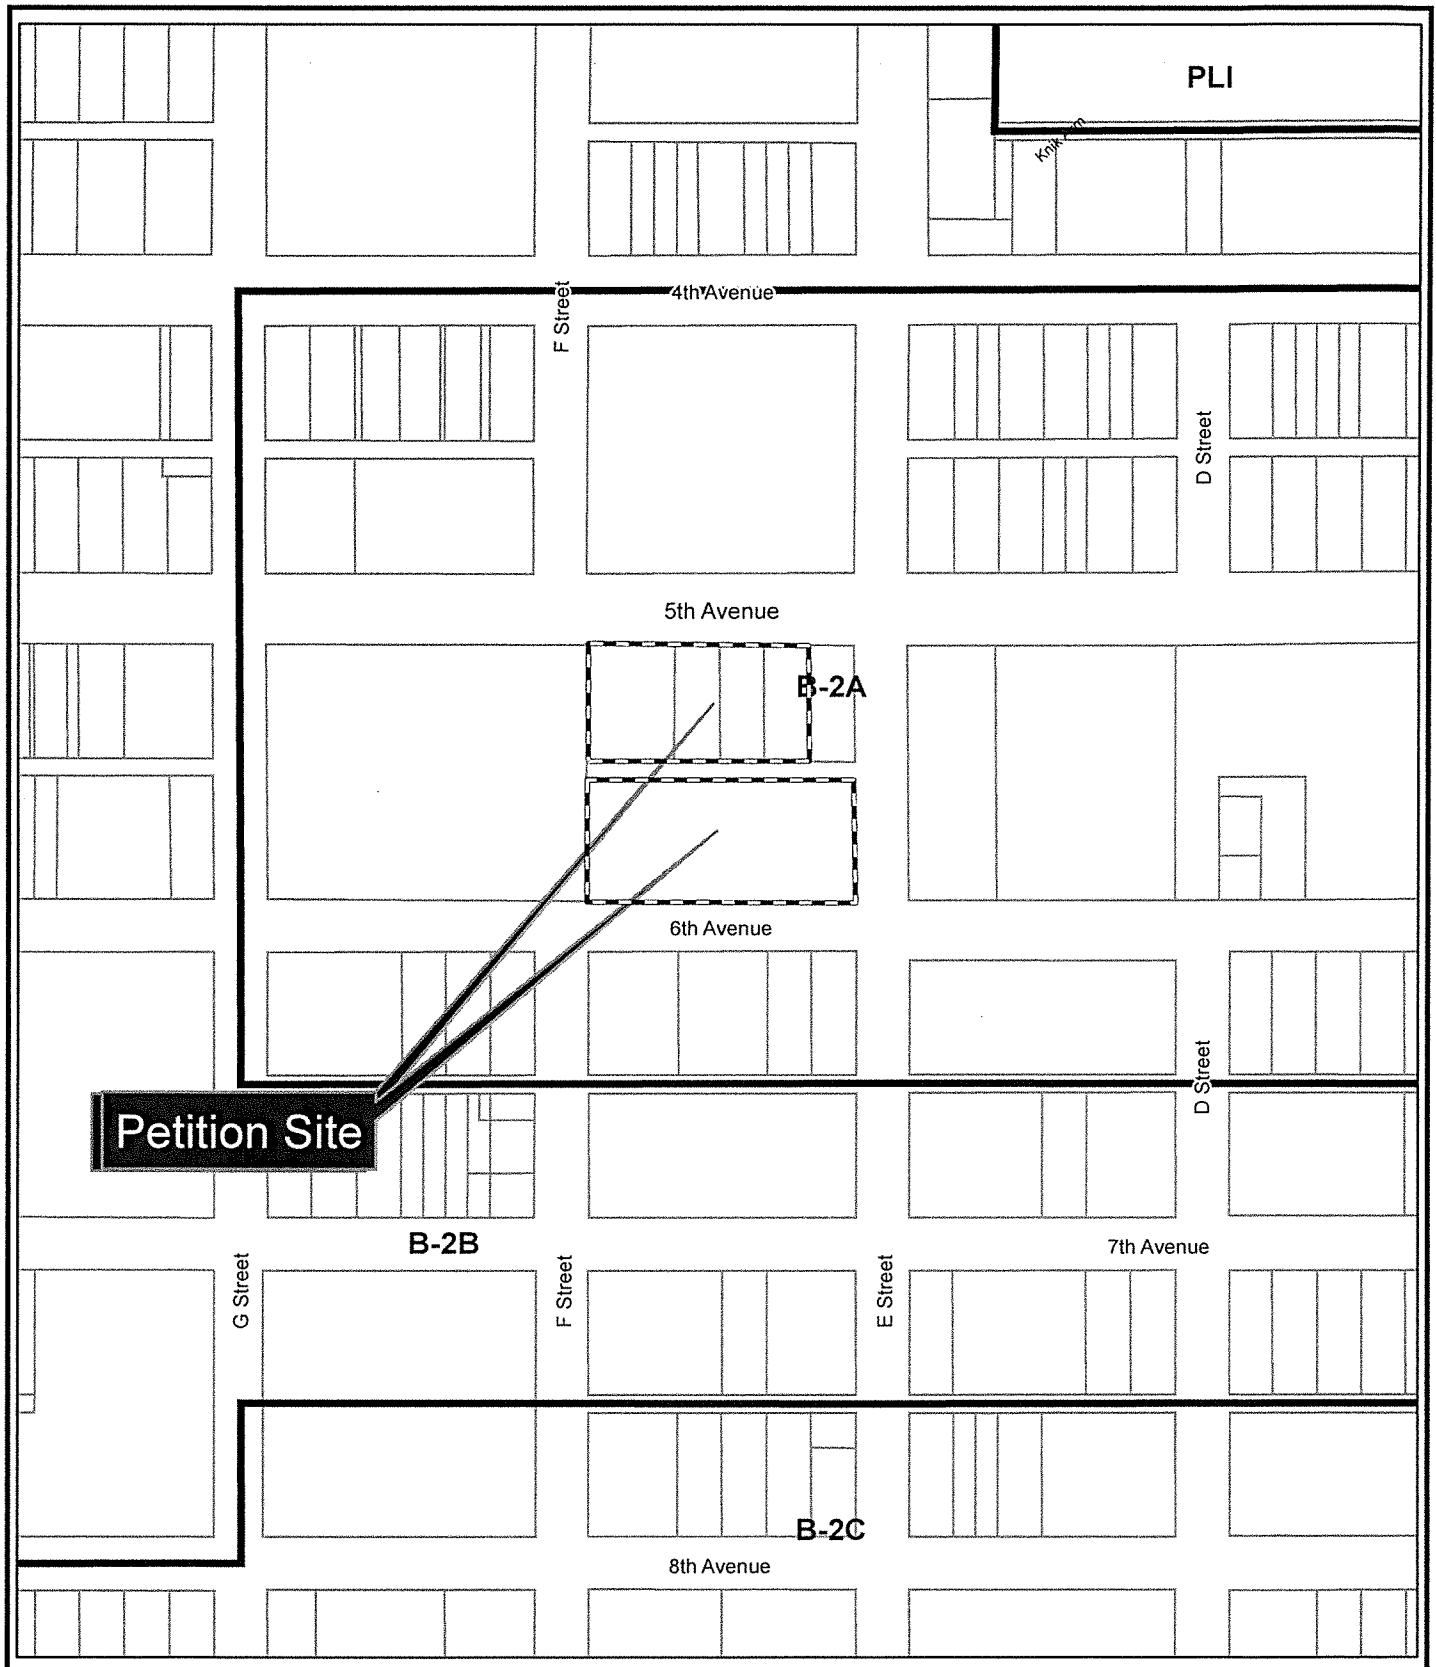 PLI
Knik Arm
4th Avenue
F Street
D Street
5th Avenue
B-2A
6th Avenue
D Street
Petition Site
B-2B
7th Avenue
G Street
F Street
E Street
B-2C
8th Avenue